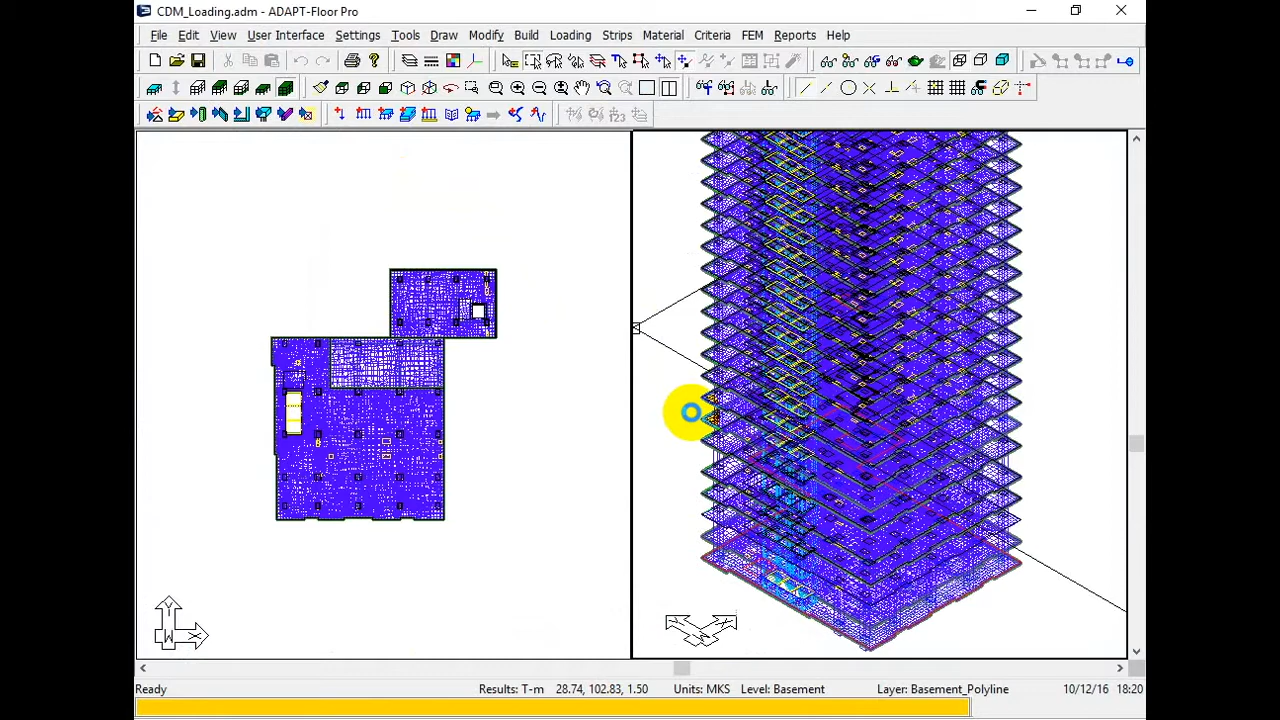 CDM_Loading.adm - ADAPT-Floor Pro
File Edit View User Interface Settings Tools Draw Modify Build Loading Strips Material Criteria FEM Reports Help
Ready Results: T-m 28.74, 102.83, 1.50 Units: MKS Level: Basement Layer: Basement_Polyline 10/12/16 18:20